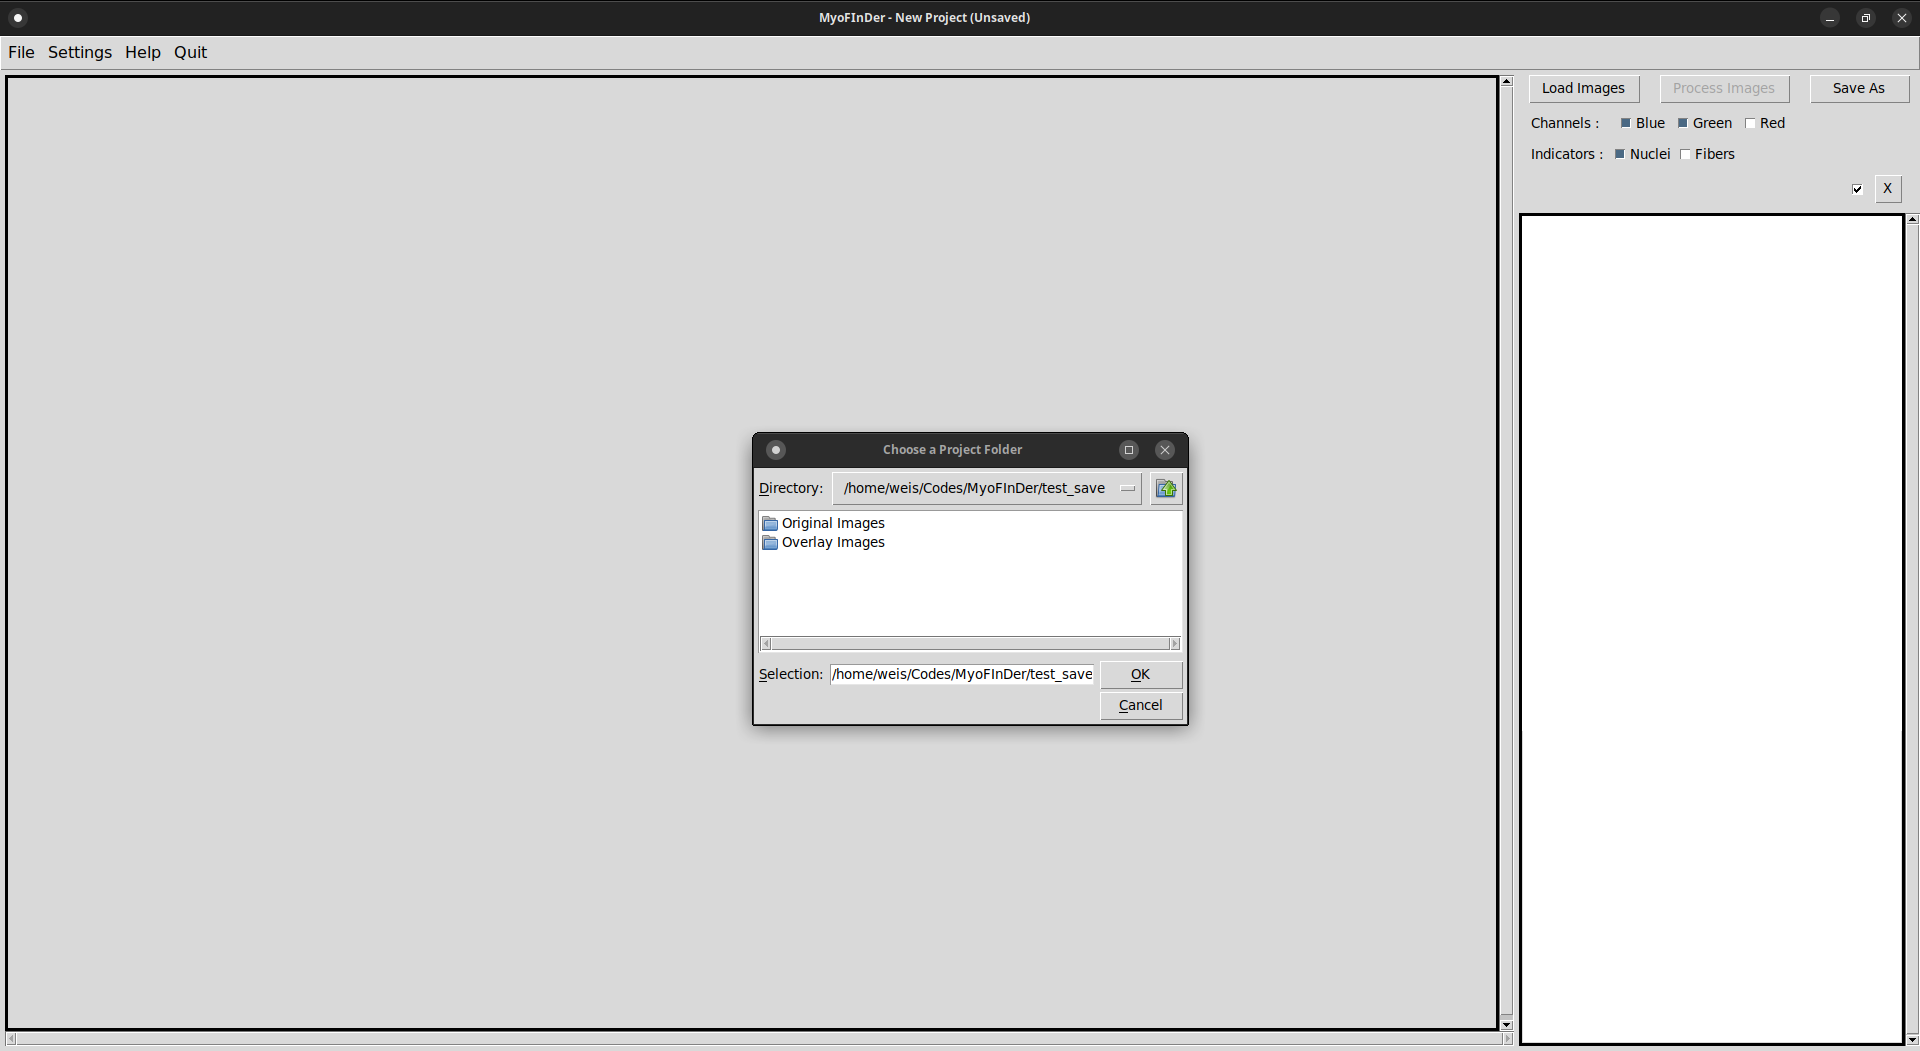 MyoFInDer - New Project (Unsaved)
File Settings Help Quit
Load Images Process Images Save As
Channels : Blue Green Red
Indicators : Nuclei Fibers
X
Choose a Project Folder
Directory: /home/weis/Codes/MyoFInDer/test_save
Original Images
Overlay Images
Selection: /home/weis/Codes/MyoFInDer/test_save OK
Cancel